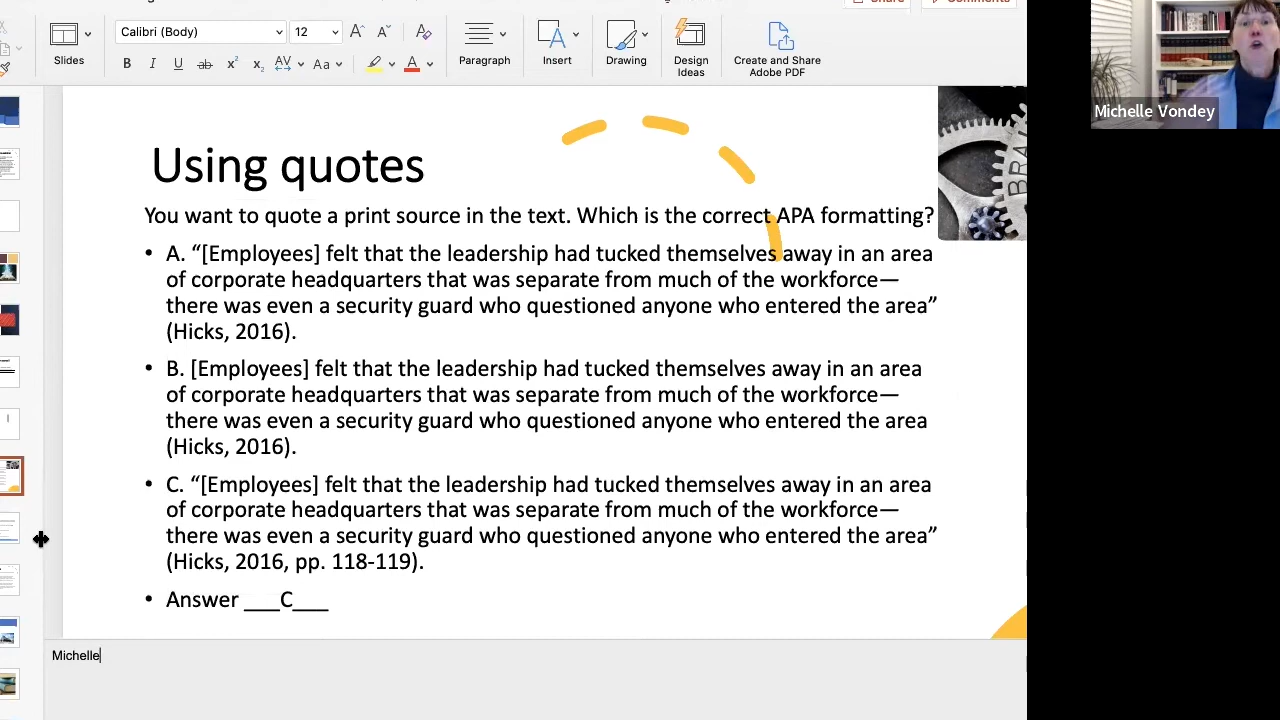 Share
Comments
Calibri (Body)
12
Slides
Paragraph
Insert
Drawing
Design
Ideas
Create and Share
Adobe PDF
Michelle Vondey
Using quotes
BRAI
You want to quote a print source in the text. Which is the correct APA formatting?
• A. “[Employees] felt that the leadership had tucked themselves away in an area
of corporate headquarters that was separate from much of the workforce—
there was even a security guard who questioned anyone who entered the area”
(Hicks, 2016).
• B. [Employees] felt that the leadership had tucked themselves away in an area
of corporate headquarters that was separate from much of the workforce—
there was even a security guard who questioned anyone who entered the area
(Hicks, 2016).
• C. “[Employees] felt that the leadership had tucked themselves away in an area
of corporate headquarters that was separate from much of the workforce—
there was even a security guard who questioned anyone who entered the area”
(Hicks, 2016, pp. 118-119).
• Answer ___C___
Michelle